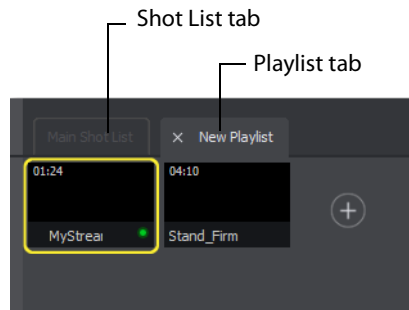 Shot List tab
Playlist tab
Main Shot List
× New Playlist
01:24
04:10
MyStrea
Stand_Firm